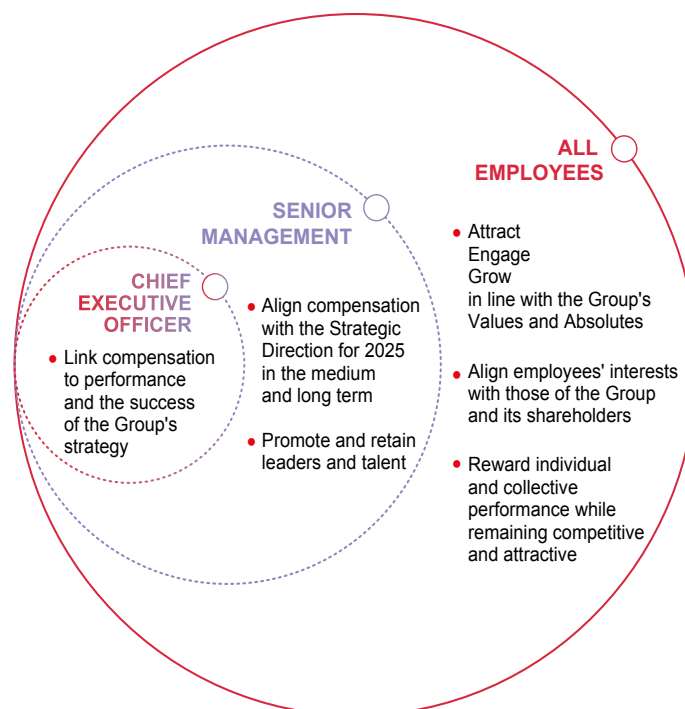 ALL
EMPLOYEES
• Attract
Engage
Grow
in line with the Group's
Values and Absolutes
• Align employees' interests
with those of the Group
and its shareholders
• Reward individual
and collective
performance while
remaining competitive
and attractive
SENIOR
MANAGEMENT
• Align compensation
with the Strategic
Direction for 2025
in the medium
and long term
• Promote and retain
leaders and talent
CHIEF
EXECUTIVE
OFFICER
• Link compensation
to performance
and the success
of the Group's
strategy